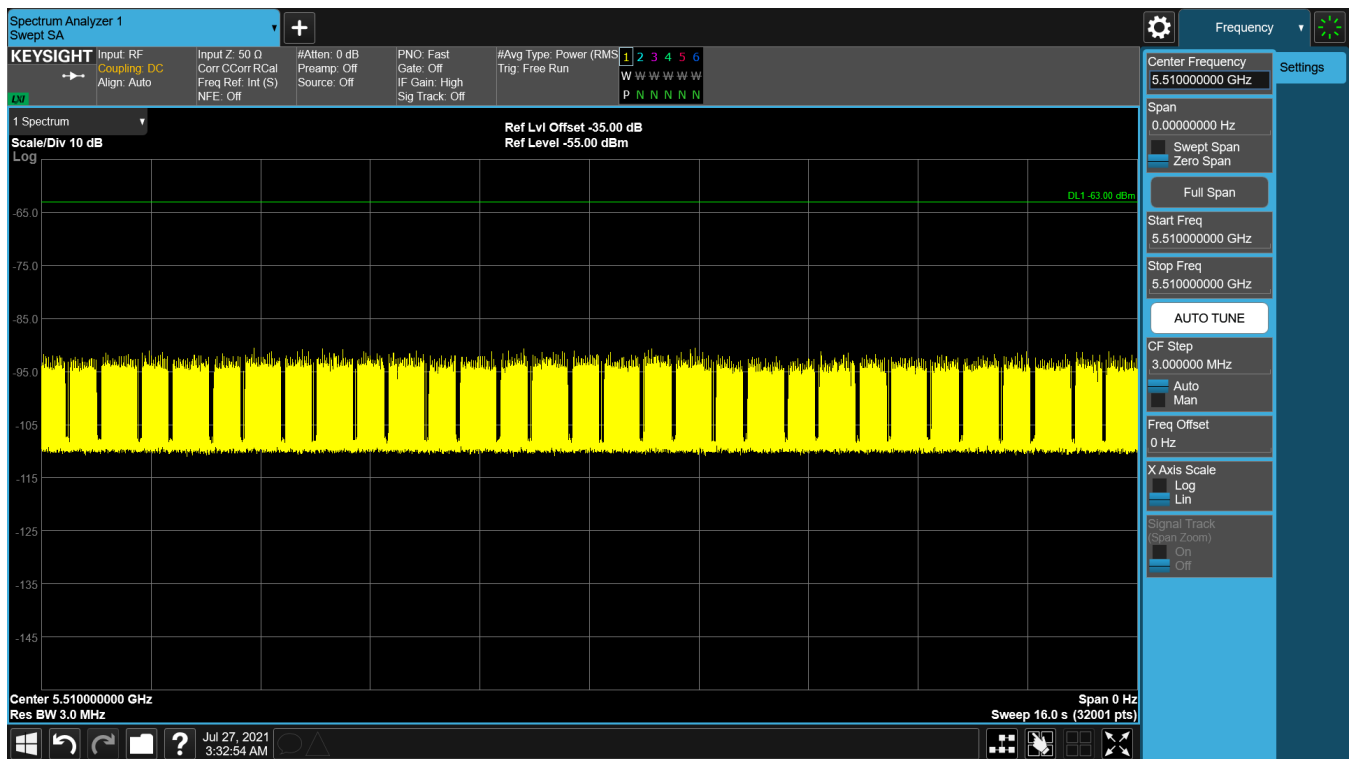 Spectrum Analyzer 1
Swept SA
Frequency
KEYSIGHT
LXI
Input: RF
Coupling: DC
Align: Auto
Input Z: 50 Ω
Corr CCorr RCal
Freq Ref: Int (S)
NFE: Off
#Atten: 0 dB
Preamp: Off
Source: Off
PNO: Fast
Gate: Off
IF Gain: High
Sig Track: Off
#Avg Type: Power (RMS
Trig: Free Run
1 2 3 4 5 6
W W W W W W
P N N N N N
1 Spectrum
Scale/Div 10 dB
Log
Ref Lvl Offset -35.00 dB
Ref Level -55.00 dBm
DL1 -63.00 dBm
-65.0
-75.0
-85.0
-95.0
-105
-115
-125
-135
-145
Center 5.510000000 GHz
Res BW 3.0 MHz
Span 0 Hz
Sweep 16.0 s (32001 pts)
Center Frequency
5.510000000 GHz
Settings
Span
0.00000000 Hz
Swept Span
Zero Span
Full Span
Start Freq
5.510000000 GHz
Stop Freq
5.510000000 GHz
AUTO TUNE
CF Step
3.000000 MHz
Auto
Man
Freq Offset
0 Hz
X Axis Scale
Log
Lin
Signal Track
(Span Zoom)
On
Off
?
Jul 27, 2021
3:32:54 AM